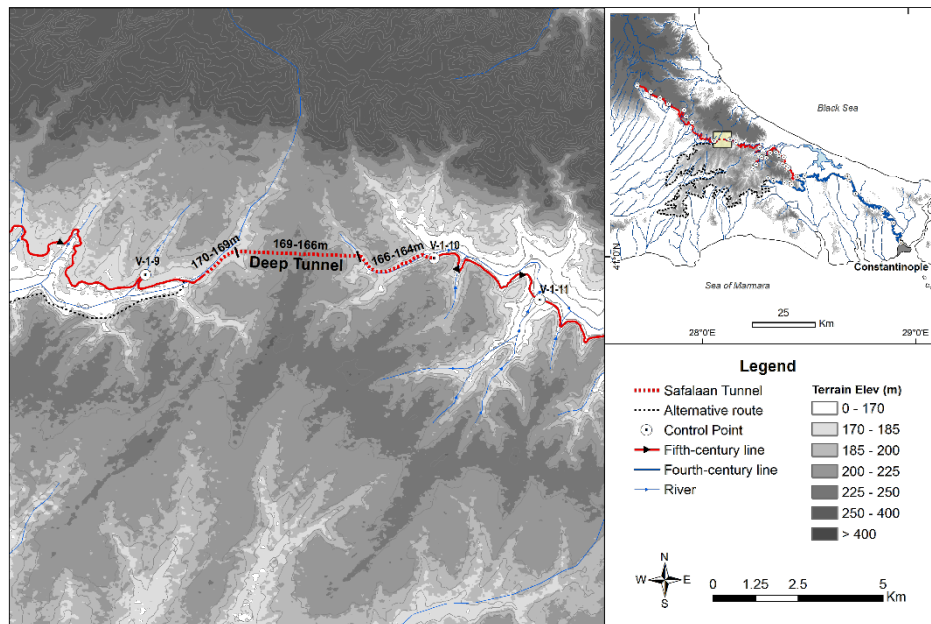 170-169m
169-166m
Deep Tunnel
166-164m
V-1-9
V-1-10
V-1-11
Black Sea
Constantinople
Sea of Marmara
41°0'N
25
Km
28°0'E
29°0'E
Legend
Safalaan Tunnel
Alternative route
Control Point
Fifth-century line
Fourth-century line
River
Terrain Elev (m)
0 - 170
170 - 185
185 - 200
200 - 225
225 - 250
250 - 400
> 400
N
W
E
S
0
1.25
2.5
5
Km